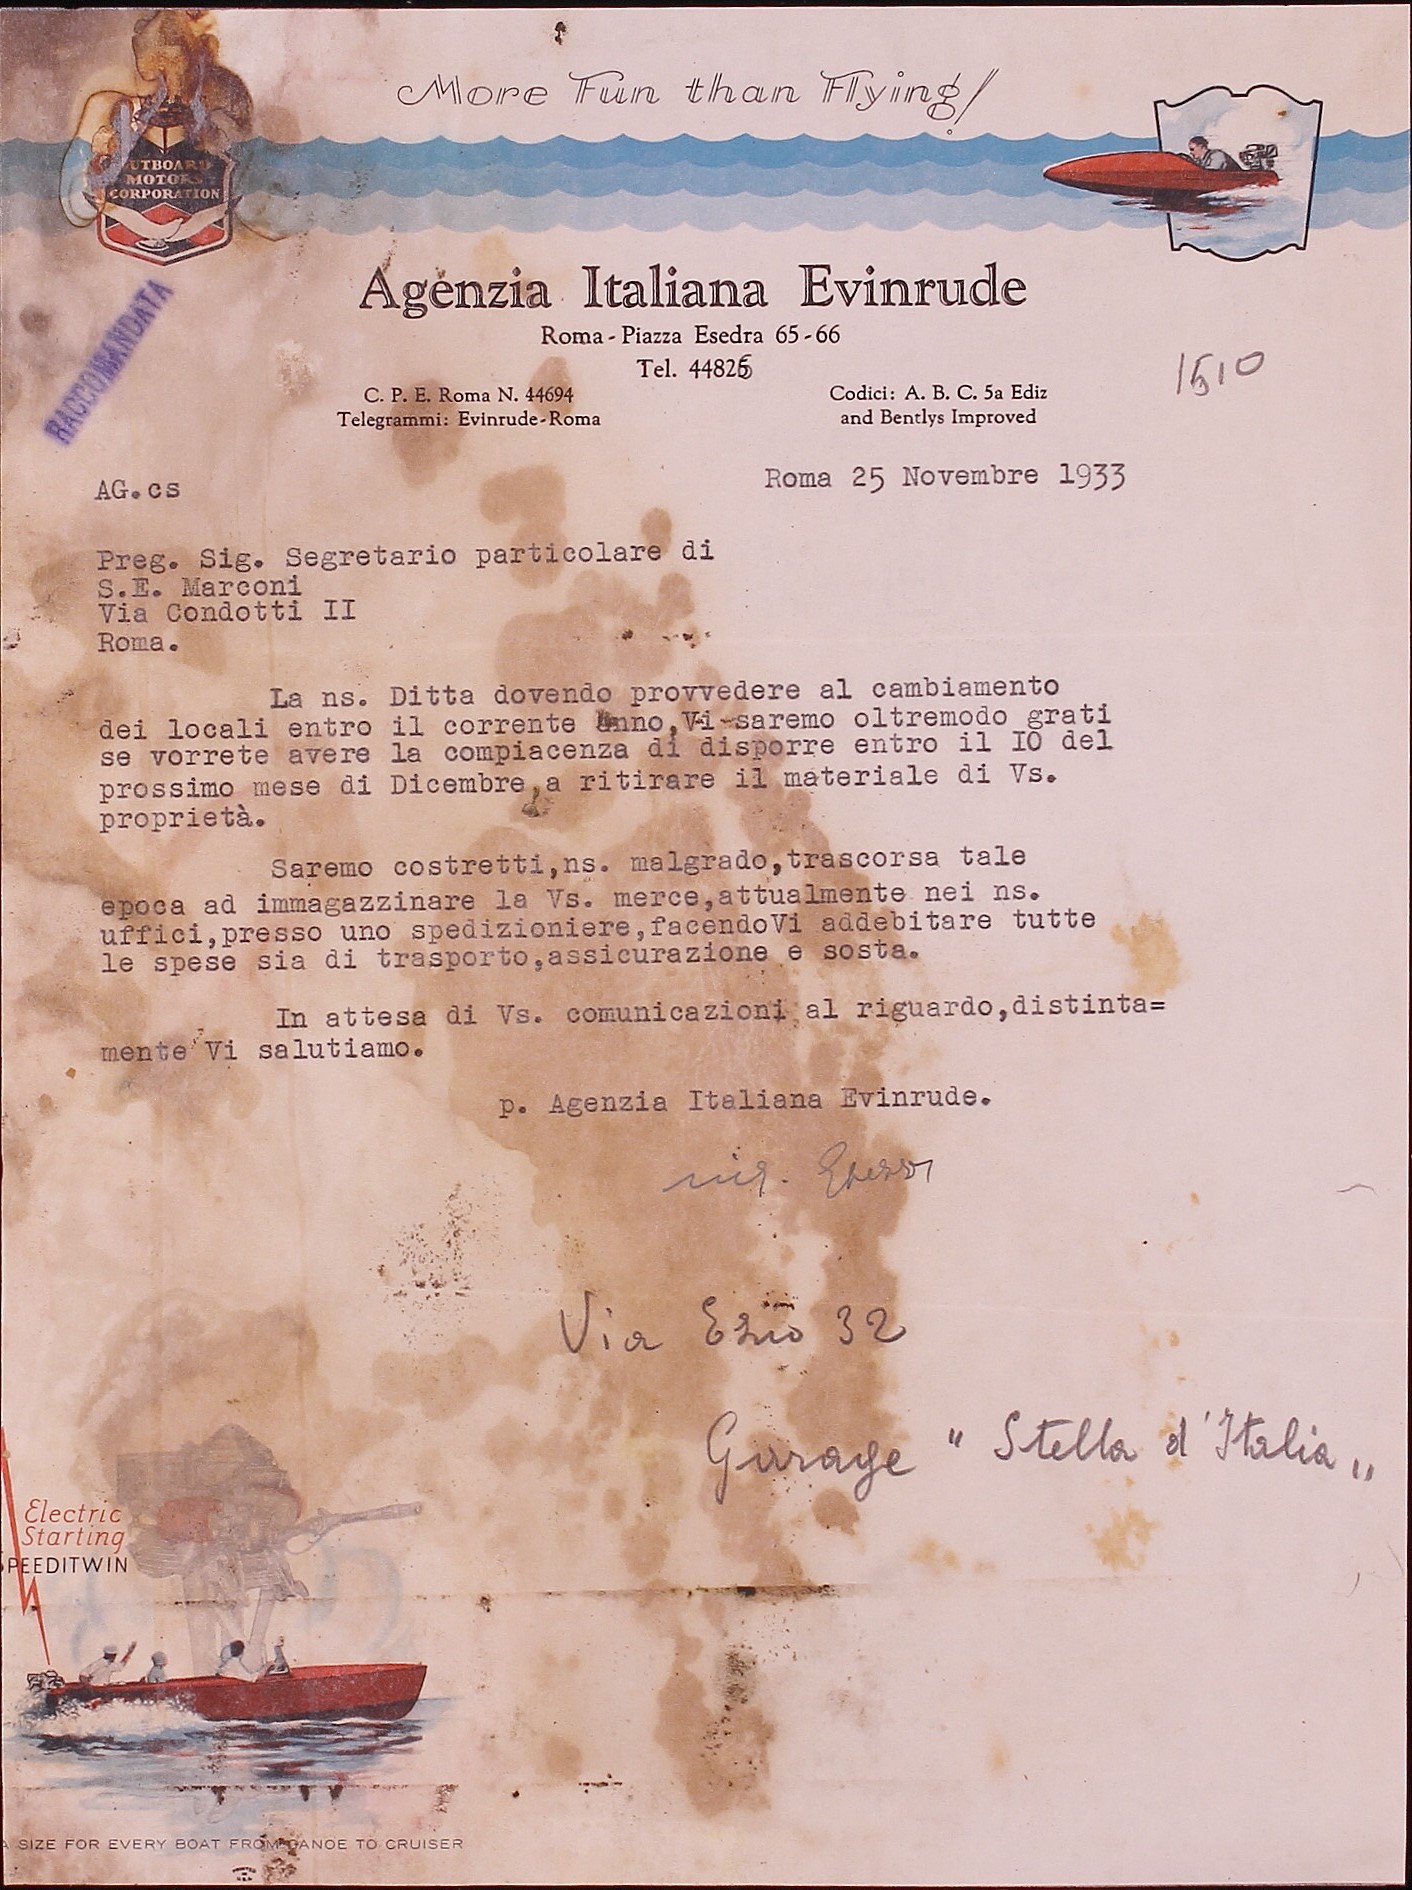 More Fun than Flying!
OUTBOARD
MOTORS
CORPORATION
Agenzia Italiana Evinrude
Roma - Piazza Esedra 65-66
Tel. 44825
C. P. E. Roma N. 44694
Telegrammi: Evinrude-Roma
Codici: A. B. C. 5a Ediz
and Bentlys Improved
1510
RACCOMANDATA
AG.cs
Roma 25 Novembre 1933
Preg. Sig. Segretario particolare di
S.E. Marconi
Via Condotti II
Roma.
La ns. Ditta dovendo provvedere al cambiamento
dei locali entro il corrente anno,Vi saremo oltremodo grati
se vorrete avere la compiacenza di disporre entro il IO del
prossimo mese di Dicembre,a ritirare il materiale di Vs.
proprietà.
Saremo costretti,ns. malgrado,trascorsa tale
epoca ad immagazzinare la Vs. merce,attualmente nei ns.
uffici,presso uno spedizioniere,facendoVi addebitare tutte
le spese sia di trasporto,assicurazione e sosta.
In attesa di Vs. comunicazioni al riguardo,distinta=
mente Vi salutiamo.
p. Agenzia Italiana Evinrude.
Via Ezio 32
Garage "Stella d'Italia"
Electric
Starting
SPEEDITWIN
A SIZE FOR EVERY BOAT FROM CANOE TO CRUISER